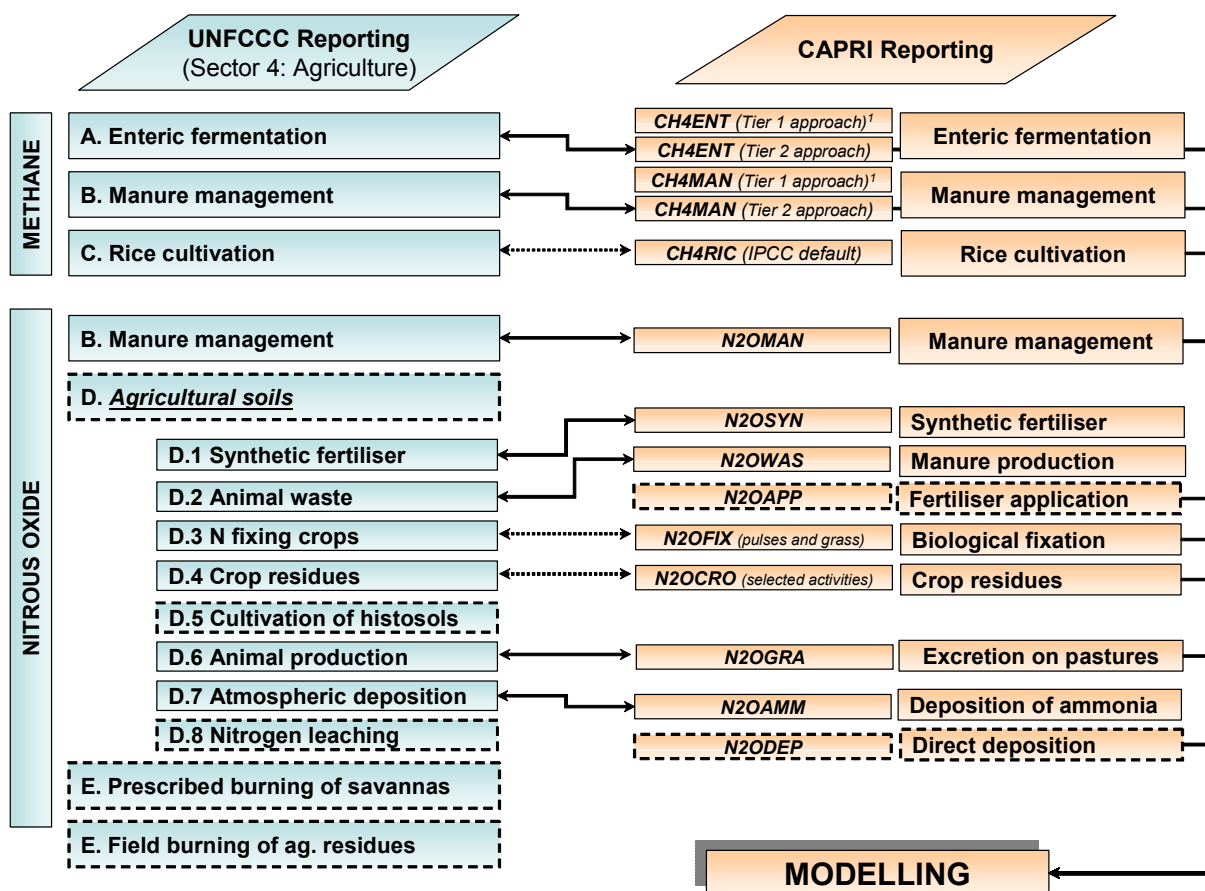 UNFCCC Reporting
(Sector 4: Agriculture)
CAPRI Reporting
METHANE
A. Enteric fermentation
CH4ENT (Tier 1 approach)¹
CH4ENT (Tier 2 approach)
Enteric fermentation
B. Manure management
CH4MAN (Tier 1 approach)¹
CH4MAN (Tier 2 approach)
Manure management
C. Rice cultivation
CH4RIC (IPCC default)
Rice cultivation
NITROUS OXIDE
B. Manure management
N2OMAN
Manure management
D. Agricultural soils
D.1 Synthetic fertiliser
N2OSYN
Synthetic fertiliser
D.2 Animal waste
N2OWAS
Manure production
N2OAPP
Fertiliser application
D.3 N fixing crops
N2OFIX (pulses and grass)
Biological fixation
D.4 Crop residues
N2OCRO (selected activities)
Crop residues
D.5 Cultivation of histosols
D.6 Animal production
N2OGRA
Excretion on pastures
D.7 Atmospheric deposition
N2OAMM
Deposition of ammonia
D.8 Nitrogen leaching
N2ODEP
Direct deposition
E. Prescribed burning of savannas
E. Field burning of ag. residues
MODELLING